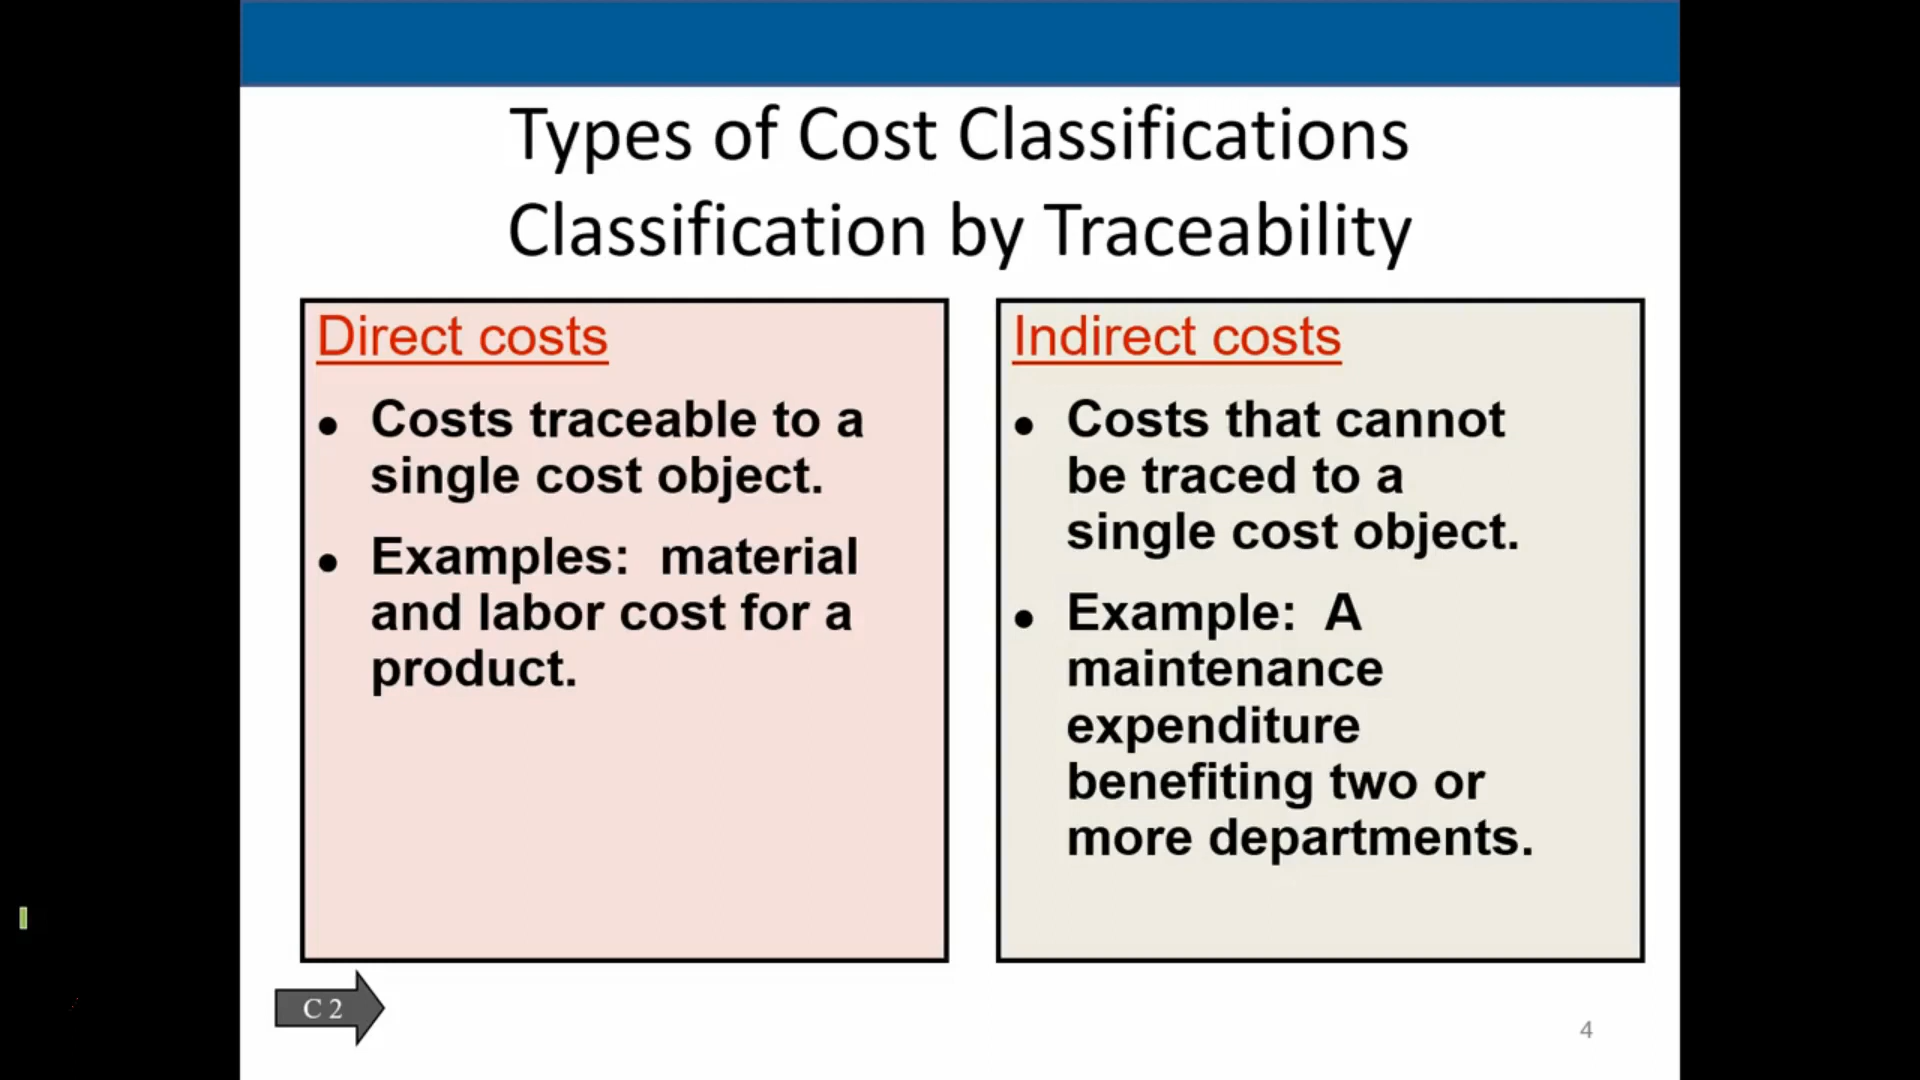 Types of Cost Classifications
Classification by Traceability
Direct costs
• Costs traceable to a
single cost object.
• Examples:  material
and labor cost for a
product.
Indirect costs
• Costs that cannot
be traced to a
single cost object.
• Example:  A
maintenance
expenditure
benefiting two or
more departments.
C 2
4